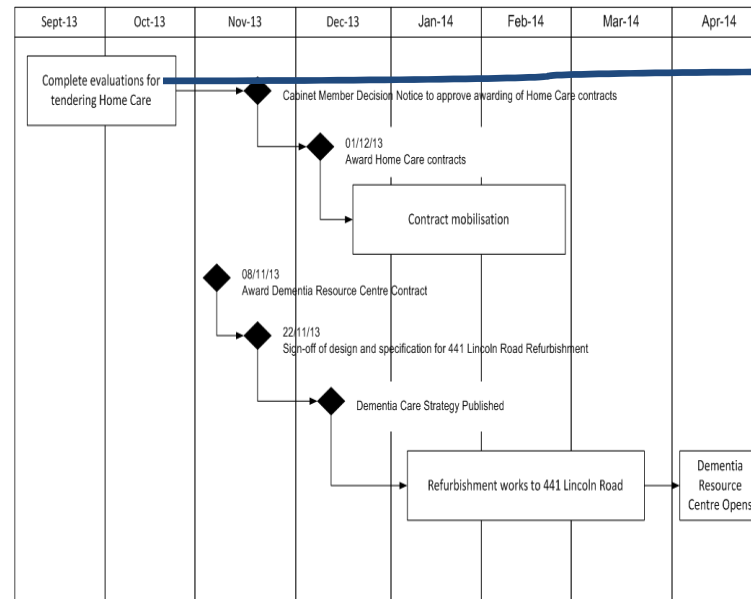 Sept-13 Oct-13 Nov-13 Dec-13 Jan-14 Feb-14 Mar-14 Apr-14
Complete evaluations for
tendering Home Care
Cabinet Member Decision Notice to approve awarding of Home Care contracts
01/12/13
Award Home Care contracts
Contract mobilisation
08/11/13
Award Dementia Resource Centre Contract
22/11/13
Sign-off of design and specification for 441 Lincoln Road Refurbishment
Dementia Care Strategy Published
Refurbishment works to 441 Lincoln Road
Dementia
Resource
Centre Opens